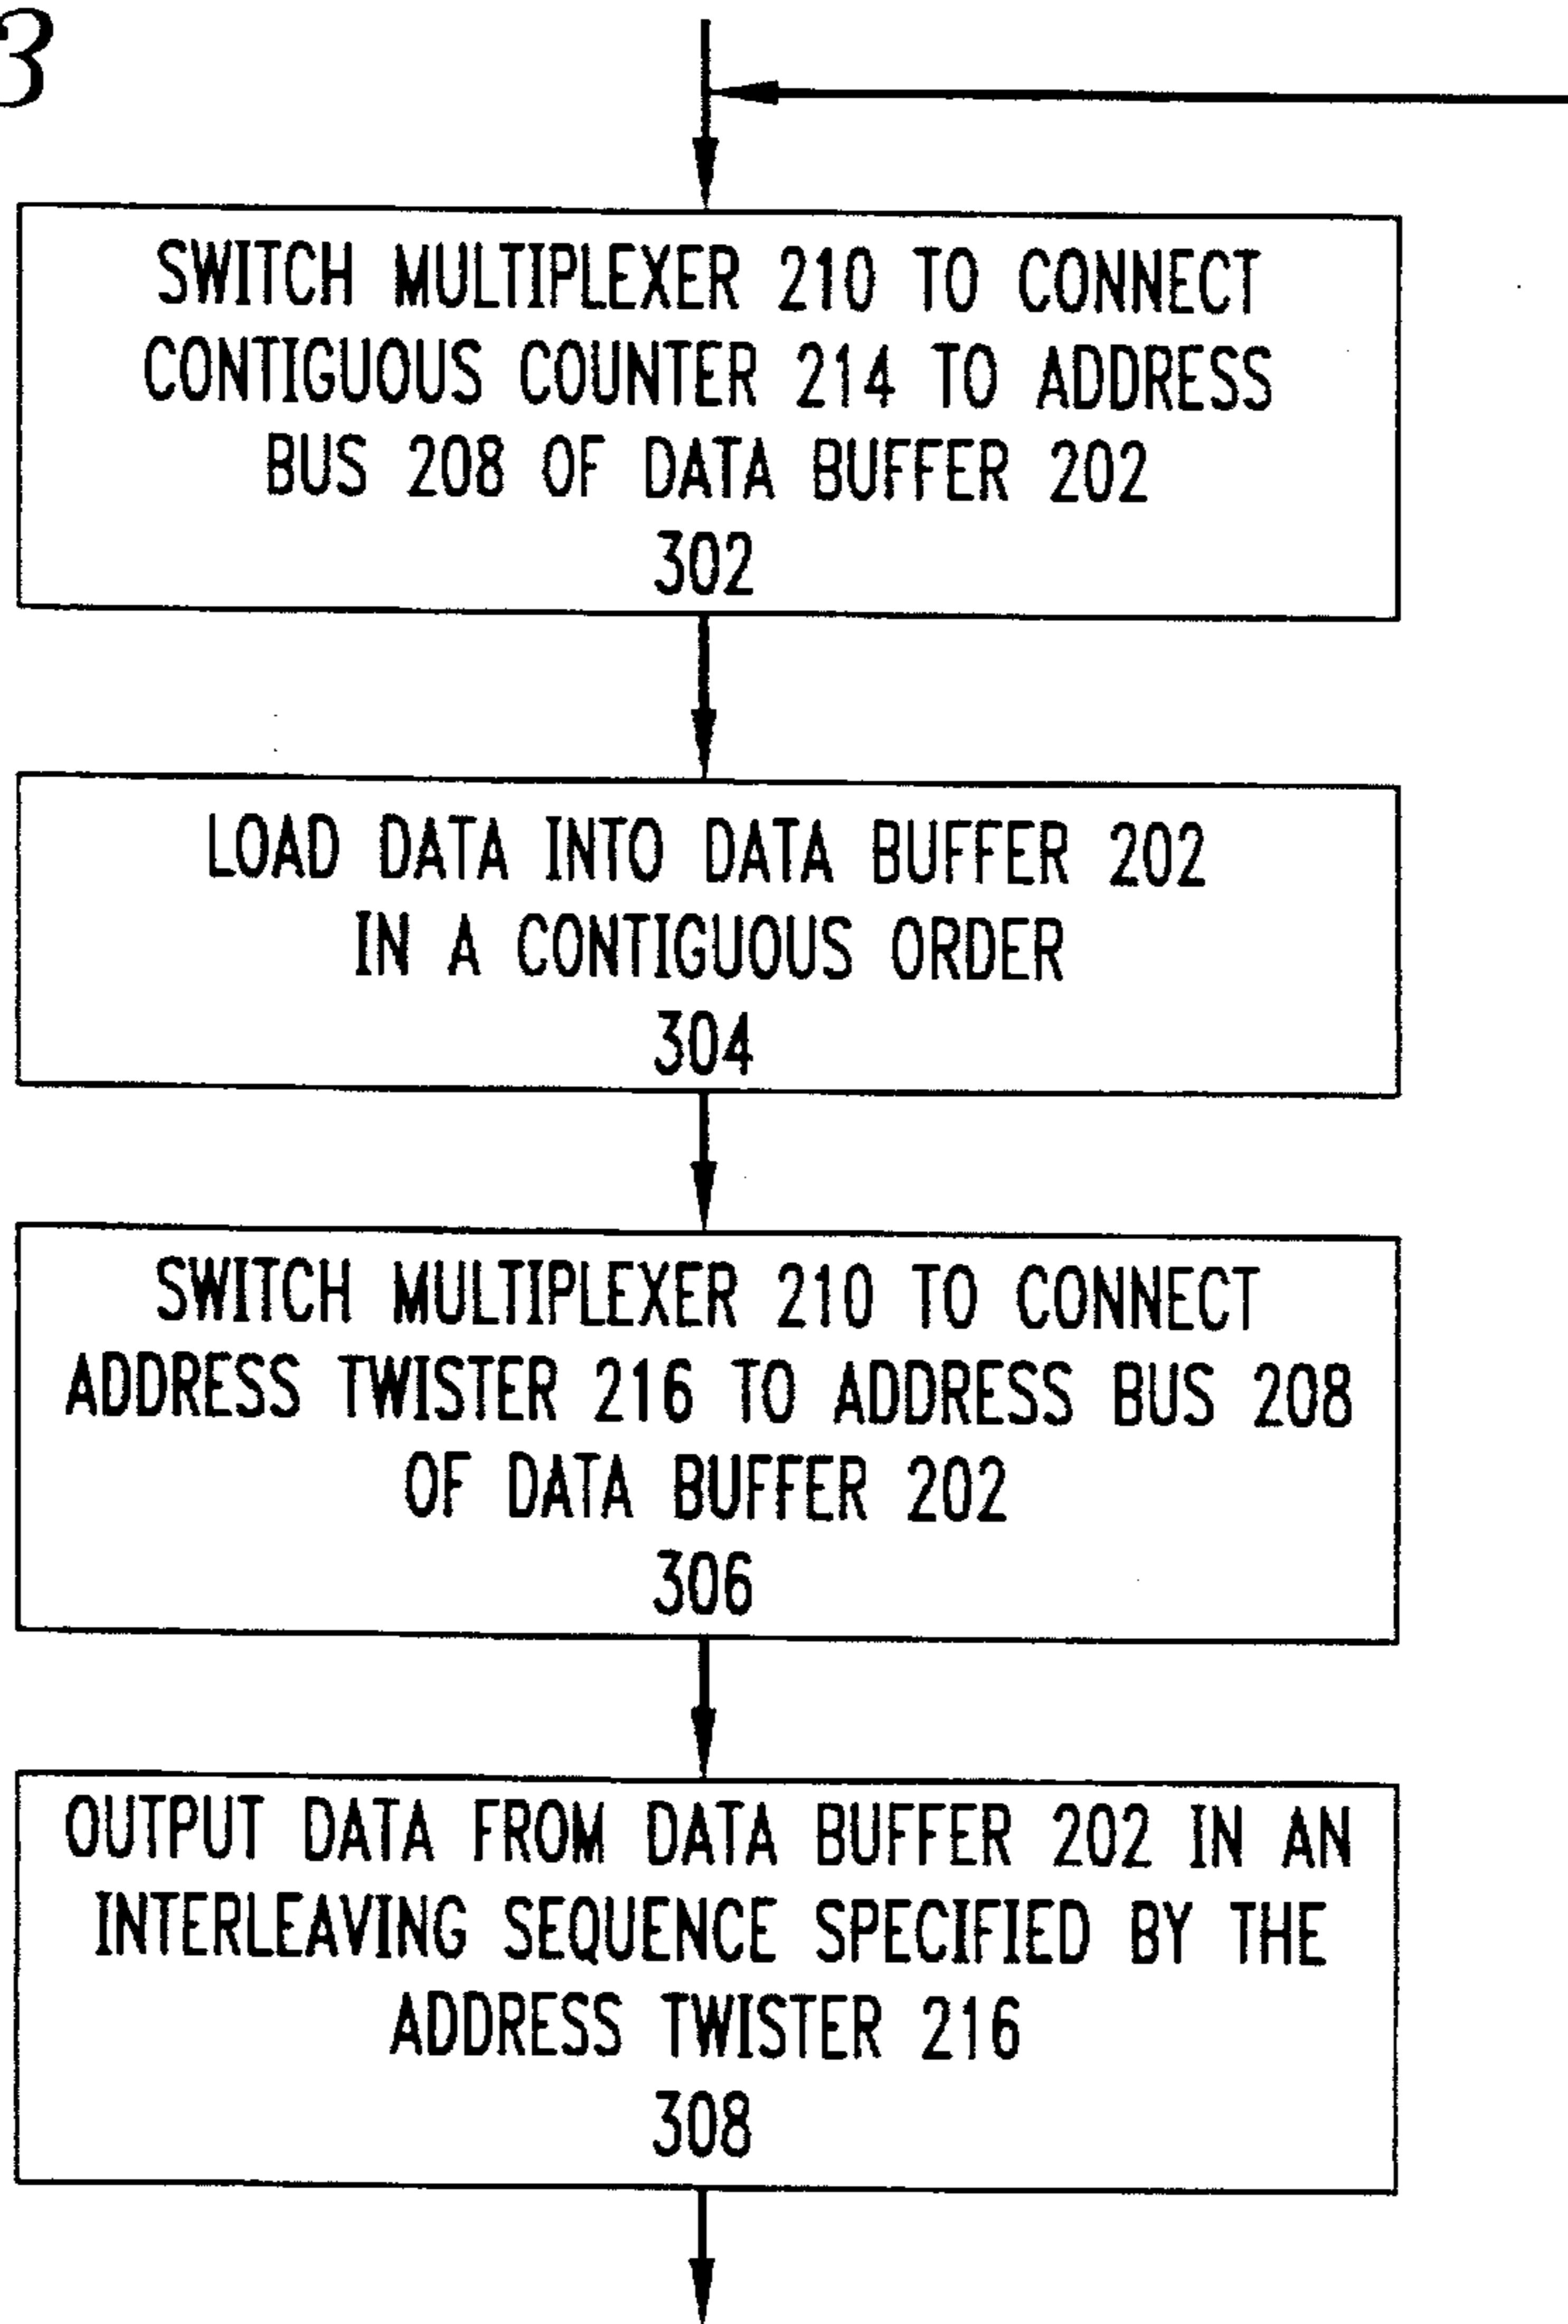 3
SWITCH MULTIPLEXER 210 TO CONNECT
CONTIGUOUS COUNTER 214 TO ADDRESS
BUS 208 OF DATA BUFFER 202
302
LOAD DATA INTO DATA BUFFER 202
IN A CONTIGUOUS ORDER
304
SWITCH MULTIPLEXER 210 TO CONNECT
ADDRESS TWISTER 216 TO ADDRESS BUS 208
OF DATA BUFFER 202
306
OUTPUT DATA FROM DATA BUFFER 202 IN AN
INTERLEAVING SEQUENCE SPECIFIED BY THE
ADDRESS TWISTER 216
308